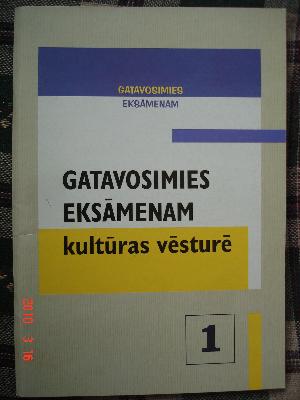 GATAVOSIMIES
EKSĀMENAM
GATAVOSIMIES
EKSĀMENAM
kultūras vēsturē
1
2010 3 16